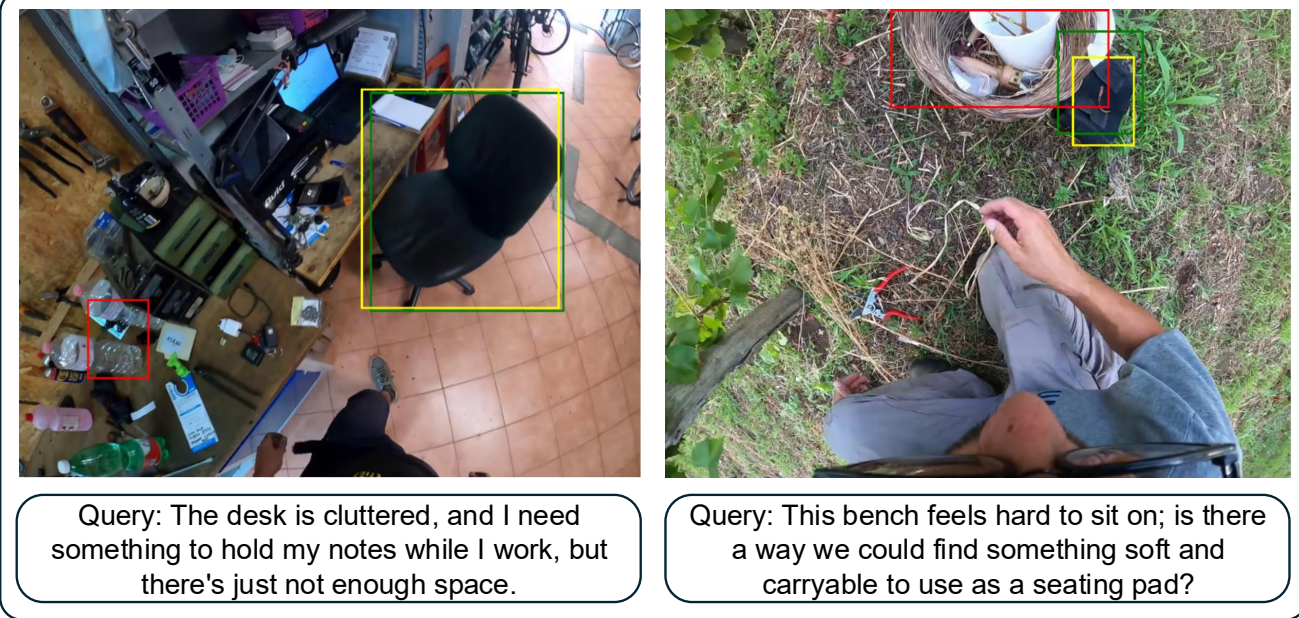 Query: The desk is cluttered, and I need
something to hold my notes while I work, but
there's just not enough space.
Query: This bench feels hard to sit on; is there
a way we could find something soft and
carryable to use as a seating pad?